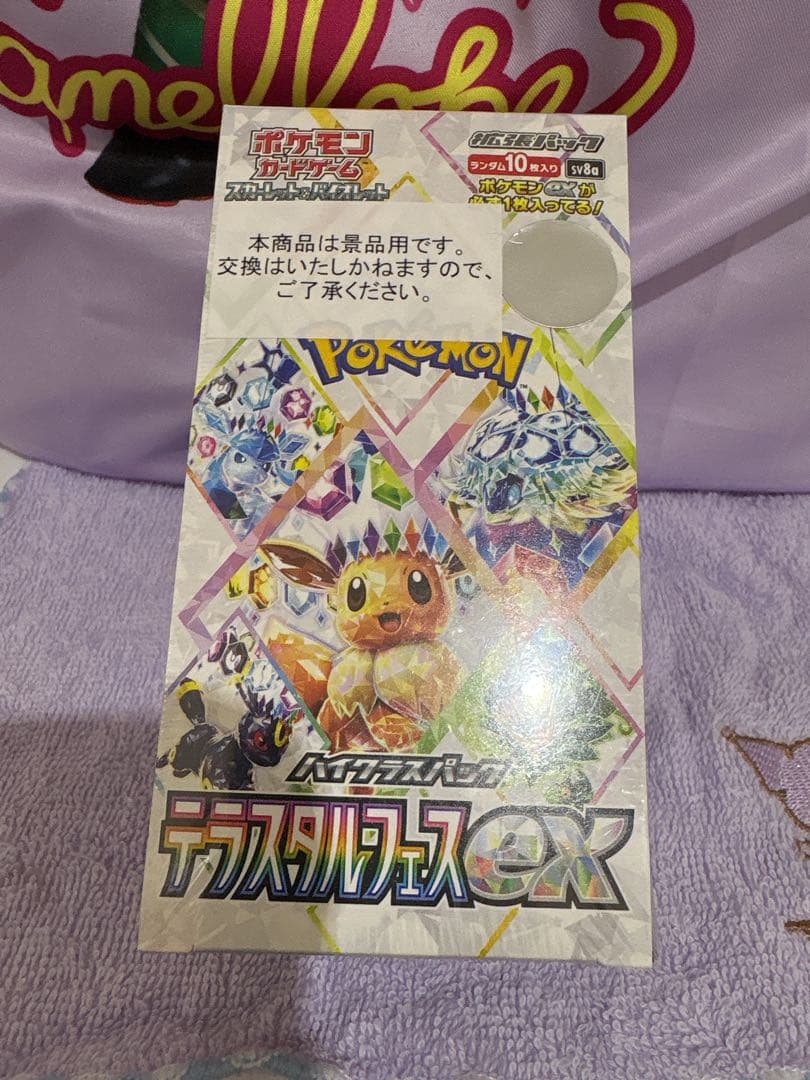 ポケモン
カードゲーム
スカーレット&バイオレット
拡張パック
ランダム10枚入り
sv8a
ポケモンexが
必ず1枚入ってる!
本商品は景品用です。
交換はいたしかねますので、
ご了承ください。
POKÉMON
TM
ハイクラスパック
テラスタル・フェスex